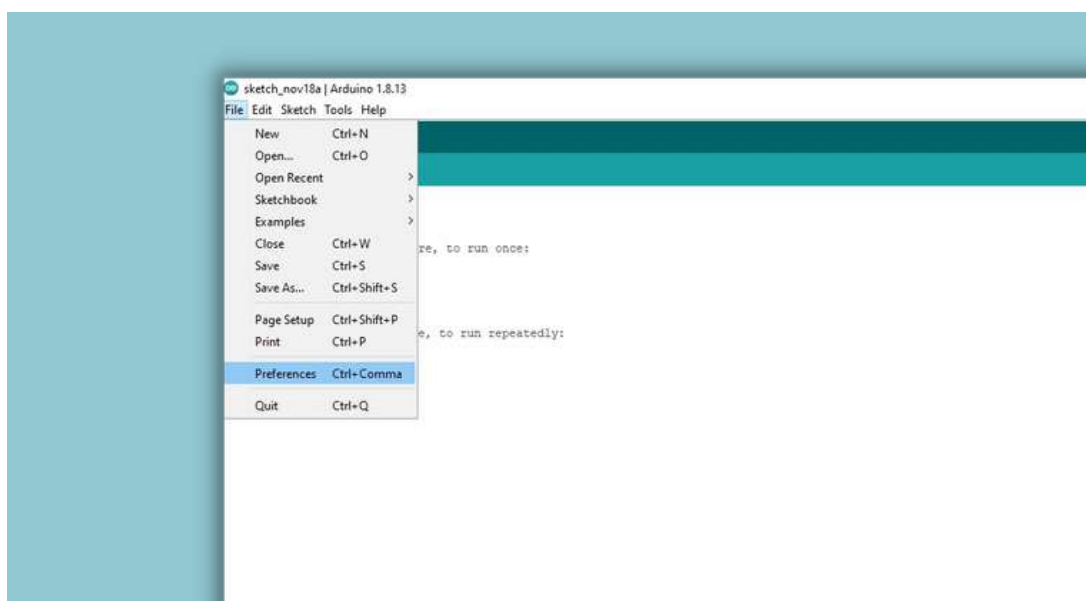 sketch_nov18a | Arduino 1.8.13
File Edit Sketch Tools Help
New Ctrl+N
Open... Ctrl+O
Open Recent >
Sketchbook >
Examples >
Close Ctrl+W
re, to run once:
Save Ctrl+S
Save As... Ctrl+Shift+S
Page Setup Ctrl+Shift+P
e, to run repeatedly:
Print Ctrl+P
Preferences Ctrl+Comma
Quit Ctrl+Q